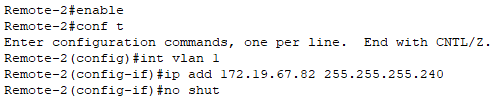 Remote-2#enable
Remote-2#conf t
Enter configuration commands, one per line.  End with CNTL/Z.
Remote-2(config)#int vlan 1
Remote-2(config-if)#ip add 172.19.67.82 255.255.255.240
Remote-2(config-if)#no shut